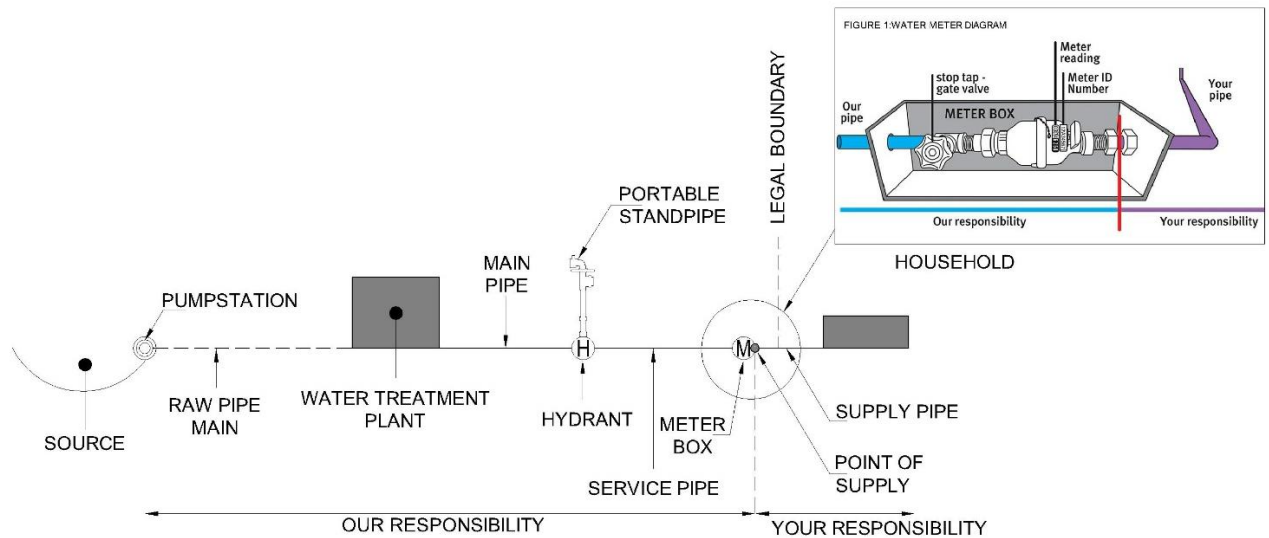 FIGURE 1:WATER METER DIAGRAM
Meter
reading
stop tap -
gate valve
Meter ID
Number
Your
pipe
Our
pipe
METER BOX
Our responsibility
Your responsibility
LEGAL BOUNDARY
PORTABLE
STANDPIPE
HOUSEHOLD
MAIN
PIPE
PUMPSTATION
H
M
RAW PIPE
MAIN
WATER TREATMENT
PLANT
HYDRANT
METER
BOX
SUPPLY PIPE
SOURCE
POINT OF
SUPPLY
SERVICE PIPE
OUR RESPONSIBILITY
YOUR RESPONSIBILITY